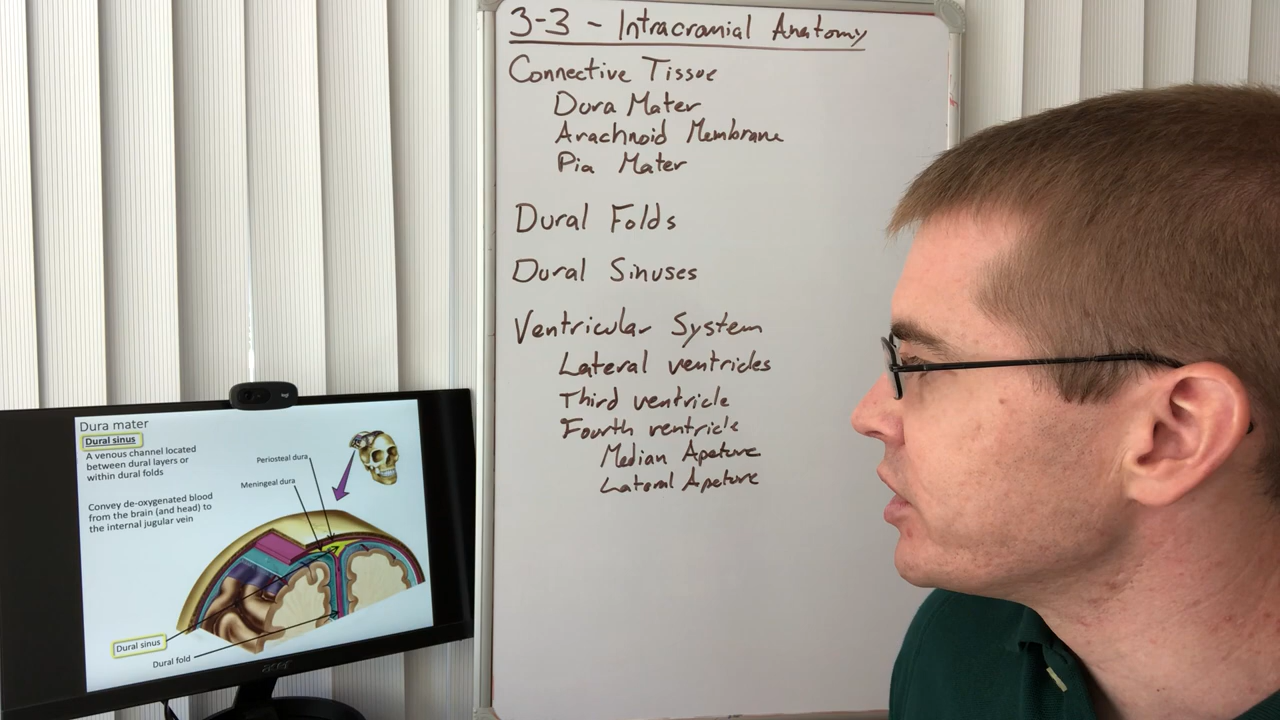 3-3 - Intracranial Anatomy
Connective Tissue
Dura Mater
Arachnoid Membrane
Pia Mater
Dural Folds
Dural Sinuses
Ventricular System
Lateral ventricles
Third ventricle
Fourth ventricle
Median Apeture
Lateral Apeture
Dura mater
Dural sinus
A venous channel located
between dural layers or
within dural folds
Convey de-oxygenated blood
from the brain (and head) to
the internal jugular vein
Periosteal dura
Meningeal dura
Dural sinus
Dural fold
acer